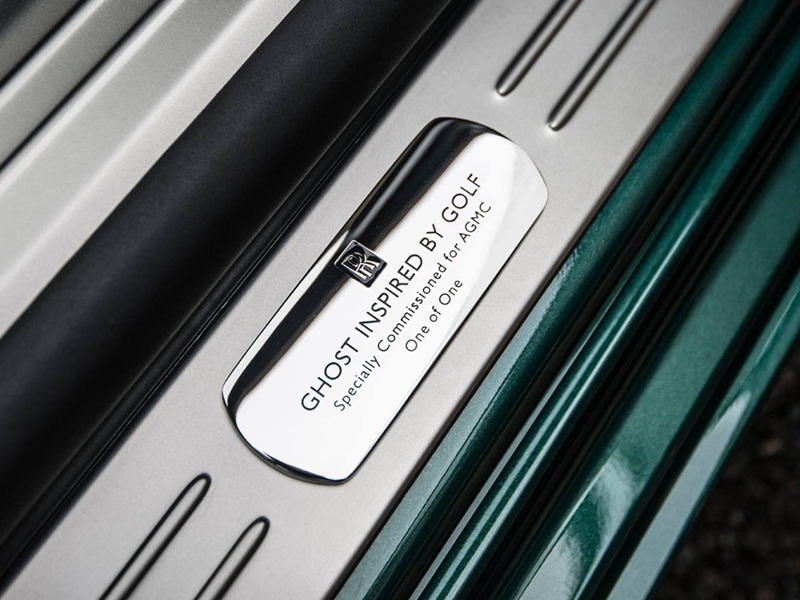 RR
GHOST INSPIRED BY GOLF
Specially Commissioned for AGMC
One of One